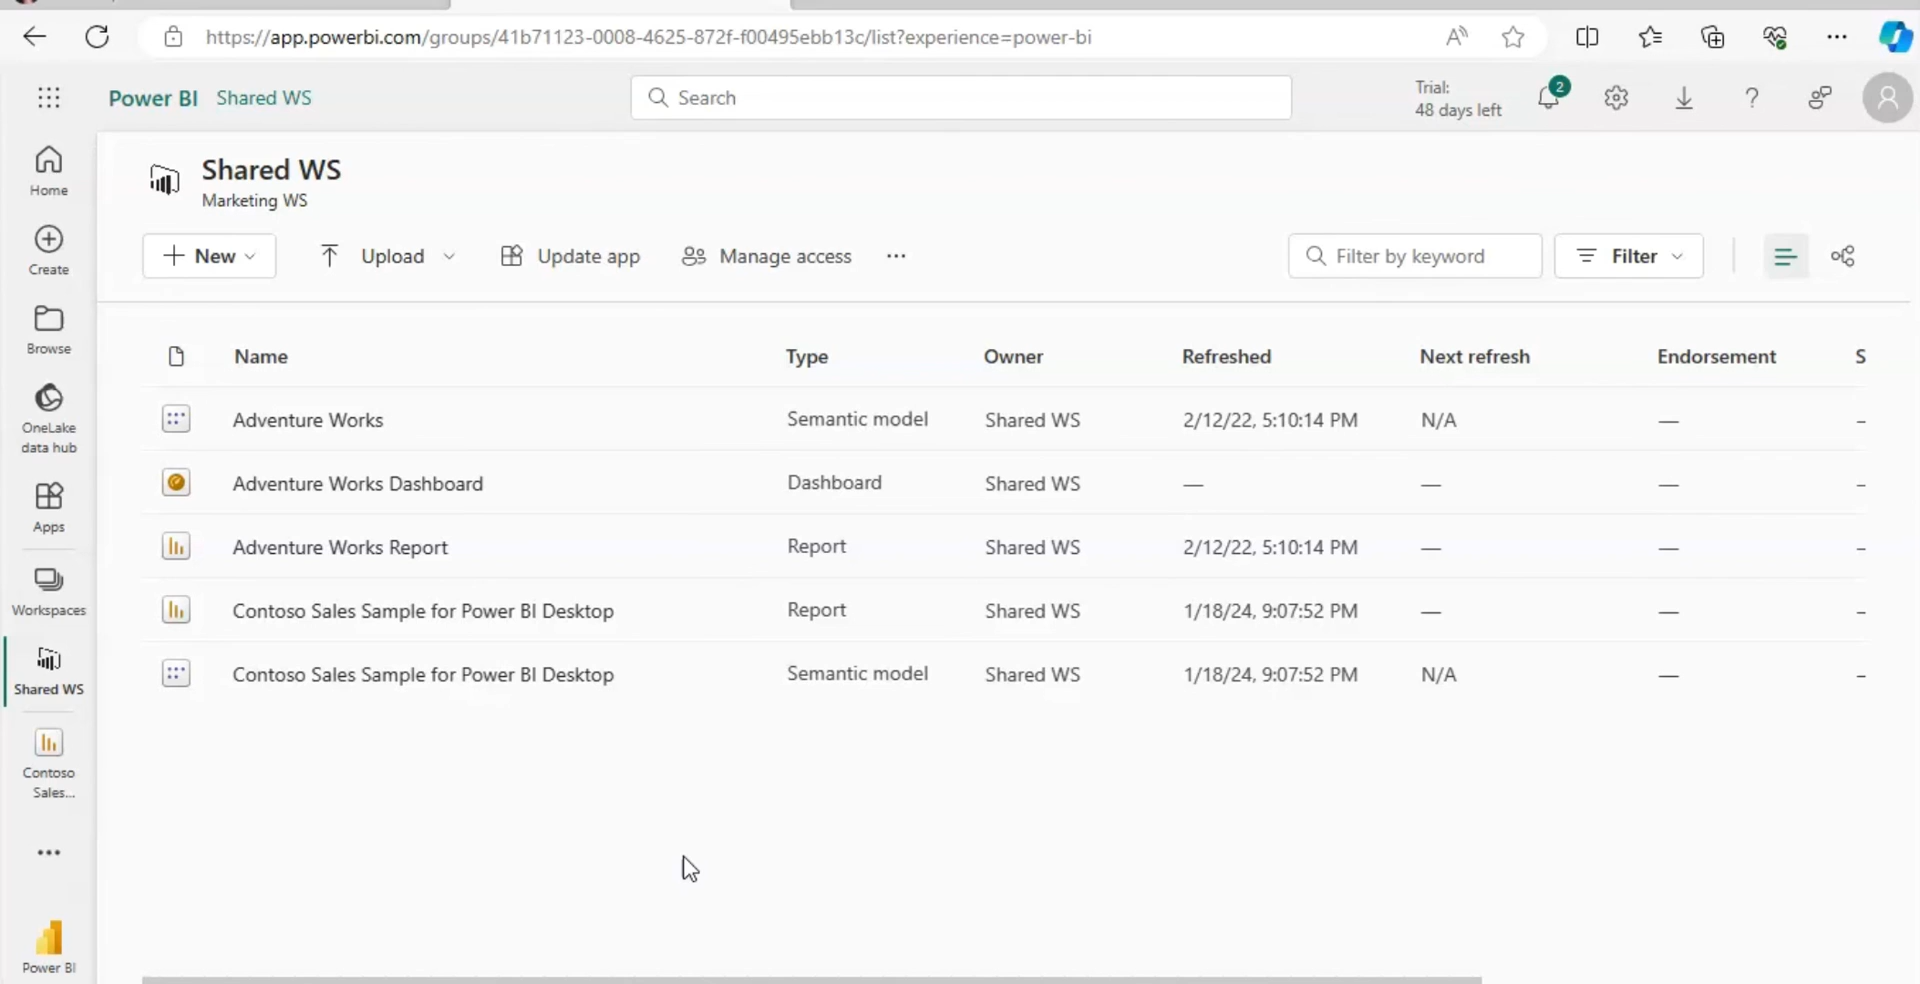 https://app.powerbi.com/groups/41b71123-0008-4625-872f-f00495ebb13c/list?experience=power-bi
Power BI Shared WS
Search
Trial:
48 days left
2
Home
Create
Browse
OneLake
data hub
Apps
Workspaces
Shared WS
Contoso
Sales...
Power BI
Shared WS
Marketing WS
New Upload Update app Manage access Filter by keyword Filter
Name Type Owner Refreshed Next refresh Endorsement S
Adventure Works Semantic model Shared WS 2/12/22, 5:10:14 PM N/A — –
Adventure Works Dashboard Dashboard Shared WS — — — –
Adventure Works Report Report Shared WS 2/12/22, 5:10:14 PM — — –
Contoso Sales Sample for Power BI Desktop Report Shared WS 1/18/24, 9:07:52 PM — — –
Contoso Sales Sample for Power BI Desktop Semantic model Shared WS 1/18/24, 9:07:52 PM N/A — –